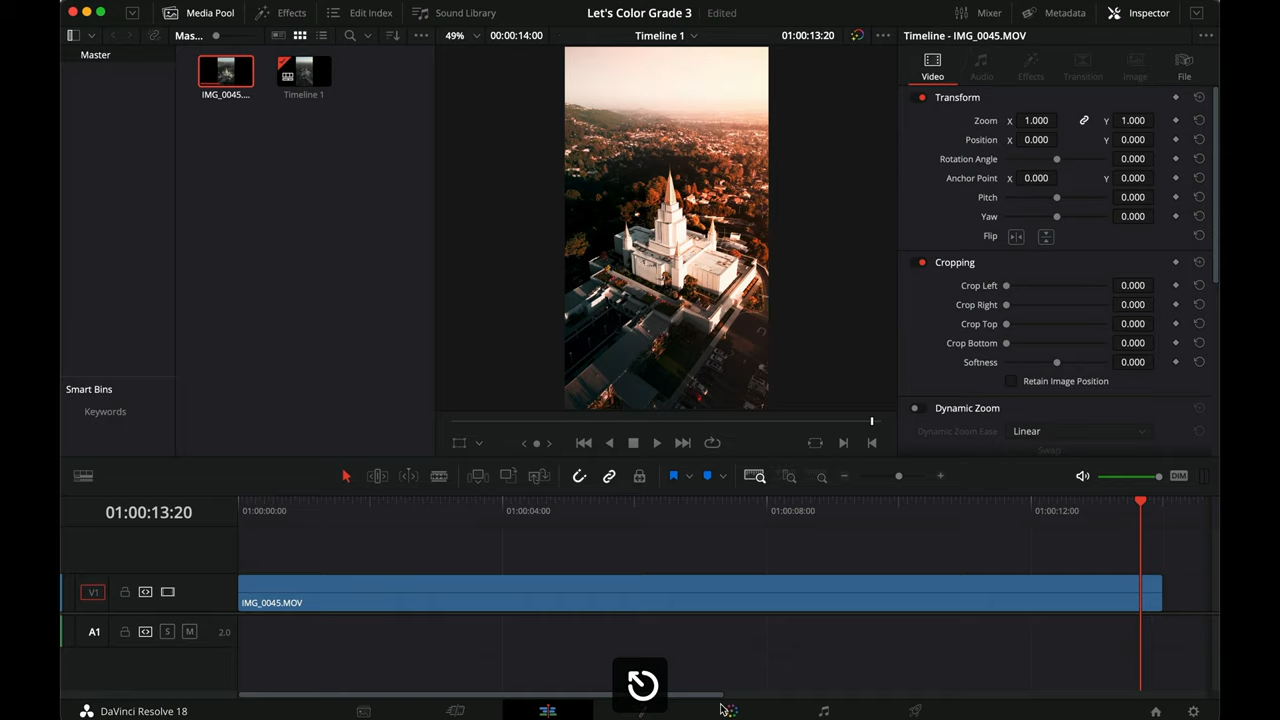 Media Pool
Effects
Edit Index
Sound Library
Let's Color Grade 3
Edited
Mixer
Metadata
Inspector
Mas...
49%
00:00:14:00
Timeline 1
01:00:13:20
Timeline - IMG_0045.MOV
Master
IMG_0045....
Timeline 1
Video
Audio
Effects
Transition
Image
File
Transform
Zoom X 1.000 Y 1.000
Position X 0.000 Y 0.000
Rotation Angle 0.000
Anchor Point X 0.000 Y 0.000
Pitch 0.000
Yaw 0.000
Flip
Cropping
Crop Left 0.000
Crop Right 0.000
Crop Top 0.000
Crop Bottom 0.000
Softness 0.000
Retain Image Position
Dynamic Zoom
Dynamic Zoom Ease Linear
Swap
Smart Bins
Keywords
DIM
01:00:13:20
01:00:00:00
01:00:04:00
01:00:08:00
01:00:12:00
V1
IMG_0045.MOV
A1 S M 2.0
DaVinci Resolve 18